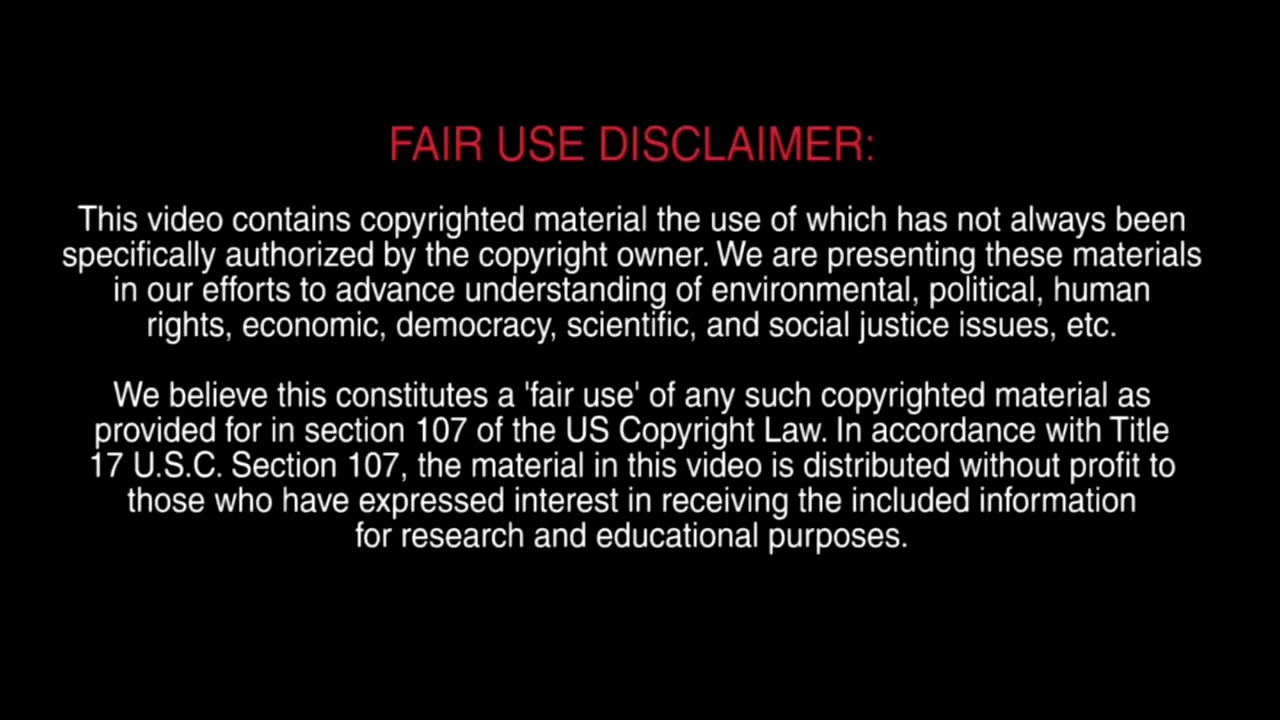 FAIR USE DISCLAIMER:
This video contains copyrighted material the use of which has not always been
specifically authorized by the copyright owner. We are presenting these materials
in our efforts to advance understanding of environmental, political, human
rights, economic, democracy, scientific, and social justice issues, etc.
We believe this constitutes a 'fair use' of any such copyrighted material as
provided for in section 107 of the US Copyright Law. In accordance with Title
17 U.S.C. Section 107, the material in this video is distributed without profit to
those who have expressed interest in receiving the included information
for research and educational purposes.